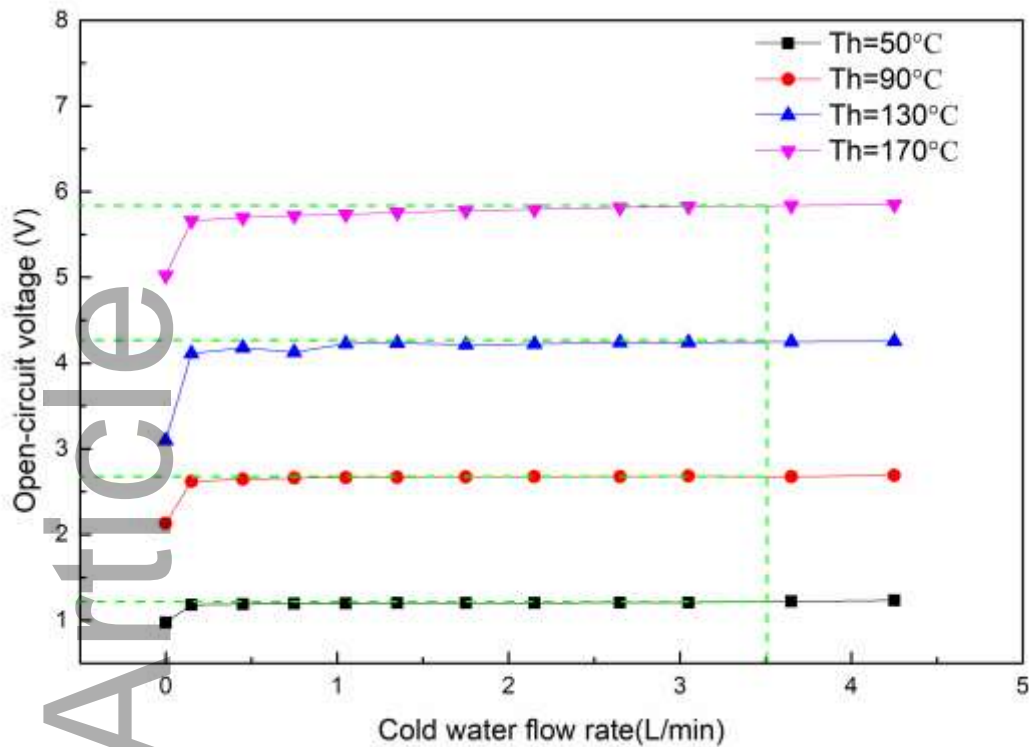 8
7
6
5
4
3
2
1
Open-circuit voltage (V)
Th=50°C
Th=90°C
Th=130°C
Th=170°C
0 1 2 3 4 5
Cold water flow rate(L/min)
Article